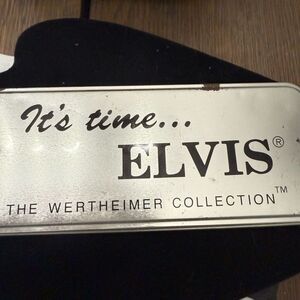 It's time...
ELVIS®
THE WERTHEIMER COLLECTION™